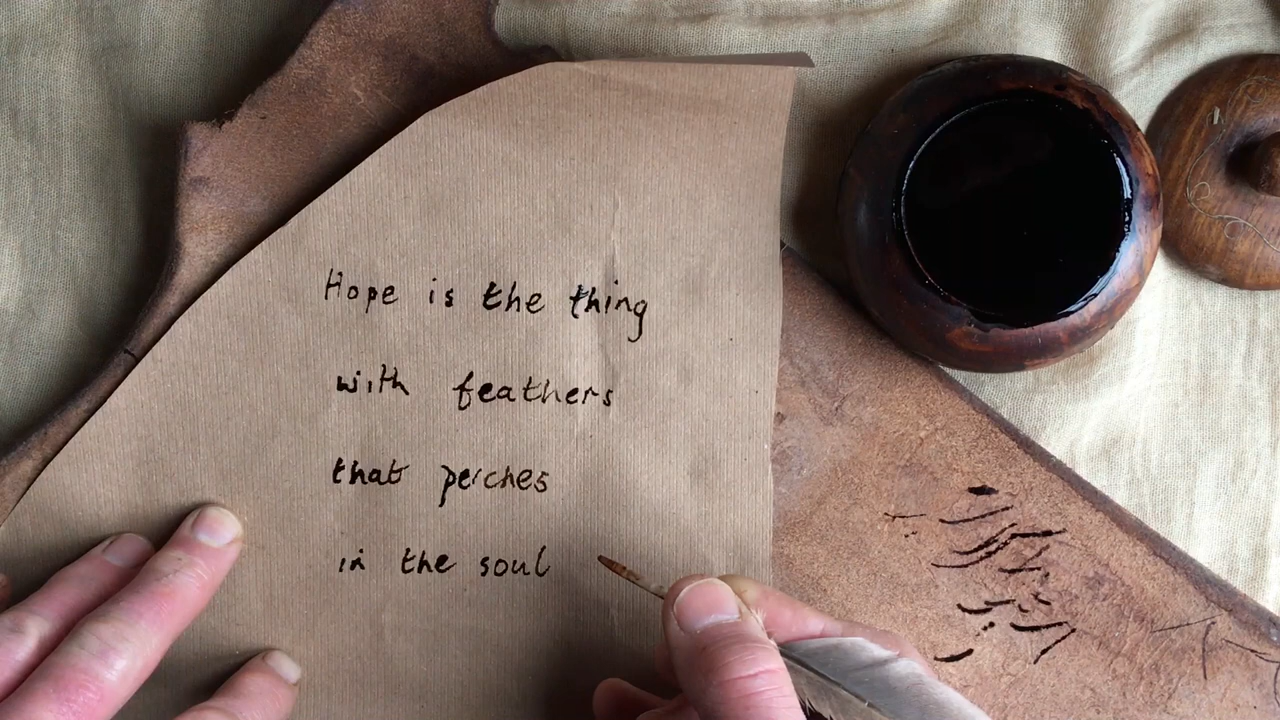 Hope is the thing
with feathers
that perches
in the soul